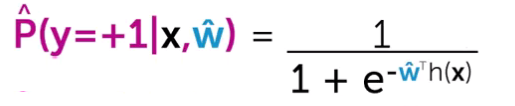 P̂(y=+1|x,ŵ) = 1
1 + e^-ŵᵀh(x)